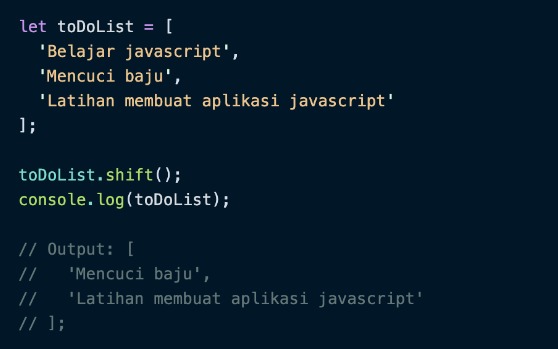 let toDoList = [
  'Belajar javascript',
  'Mencuci baju',
  'Latihan membuat aplikasi javascript'
];

toDoList.shift();
console.log(toDoList);

// Output: [
//   'Mencuci baju',
//   'Latihan membuat aplikasi javascript'
// ];